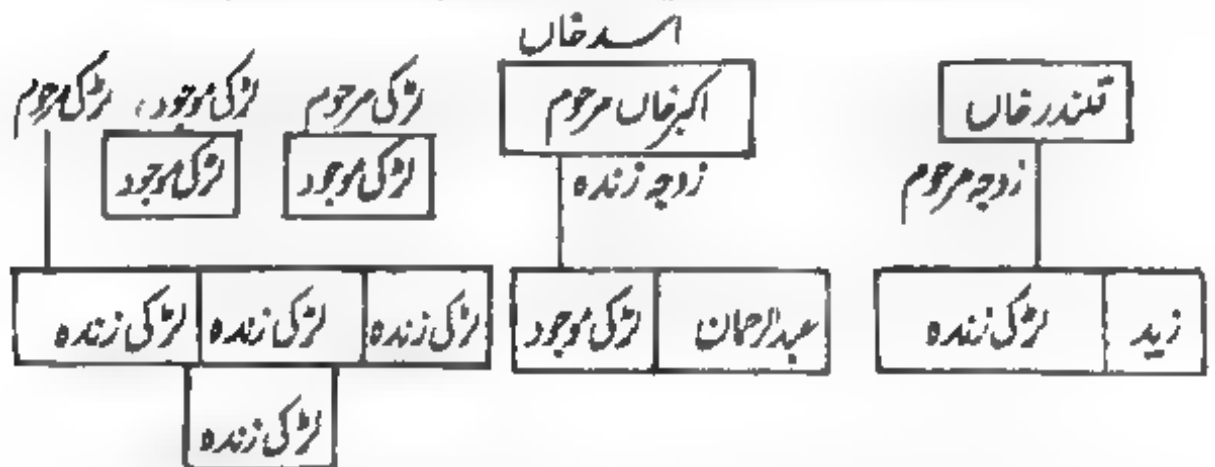 اسد خاں
قلندر خاں اکبر خاں مرحوم لڑکی مرحوم لڑکی موجود، لڑکی مرحوم
زوجہ مرحوم زوجہ زندہ لڑکی موجود لڑکی موجود
زید لڑکی زندہ عبدالرحمان لڑکی موجود لڑکی زندہ لڑکی زندہ لڑکی زندہ
لڑکی زندہ